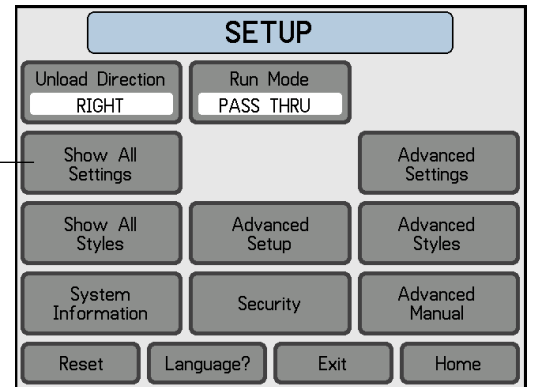 SETUP
Unload Direction
RIGHT
Run Mode
PASS THRU
Show All
Settings
Advanced
Settings
Show All
Styles
Advanced
Setup
Advanced
Styles
System
Information
Security
Advanced
Manual
Reset
Language?
Exit
Home